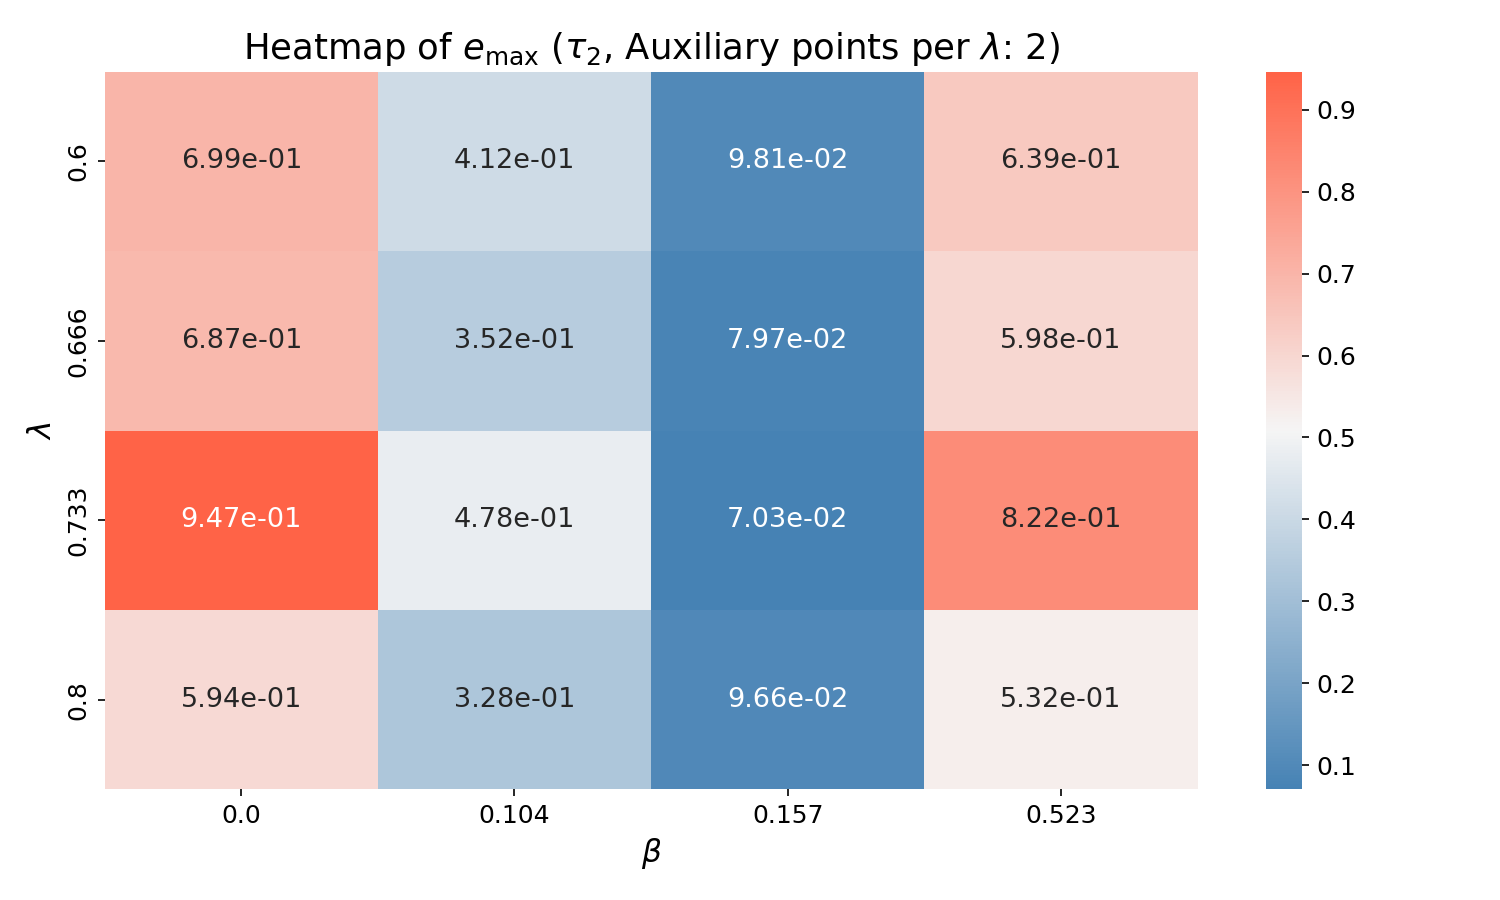 Heatmap of e_max (τ_2, Auxiliary points per λ: 2)
0.6 6.99e-01 4.12e-01 9.81e-02 6.39e-01
0.666 6.87e-01 3.52e-01 7.97e-02 5.98e-01
0.733 9.47e-01 4.78e-01 7.03e-02 8.22e-01
0.8 5.94e-01 3.28e-01 9.66e-02 5.32e-01
λ
0.0 0.104 0.157 0.523
β
0.9
0.8
0.7
0.6
0.5
0.4
0.3
0.2
0.1